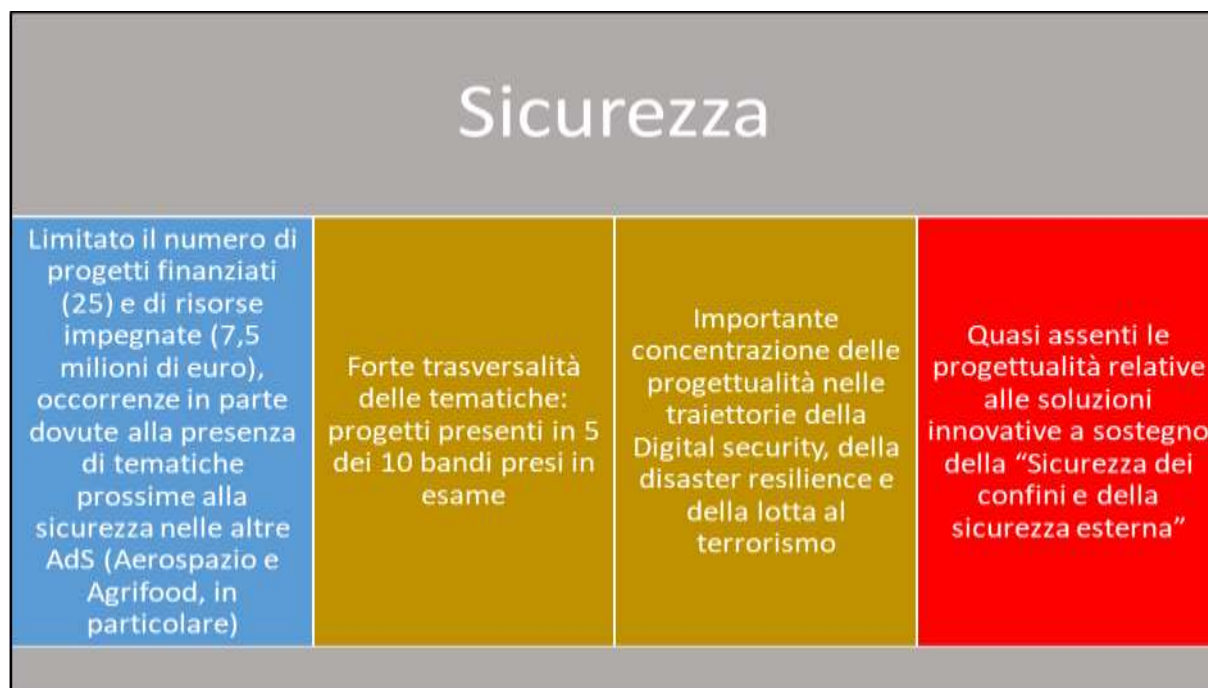 Sicurezza
Limitato il numero di
progetti finanziati
(25) e di risorse
impegnate (7,5
milioni di euro),
occorrenze in parte
dovute alla presenza
di tematiche
prossime alla
sicurezza nelle altre
AdS (Aerospazio e
Agrifood, in
particolare)
Forte trasversalità
delle tematiche:
progetti presenti in 5
dei 10 bandi presi in
esame
Importante
concentrazione delle
progettualità nelle
traiettorie della
Digital security, della
disaster resilience e
della lotta al
terrorismo
Quasi assenti le
progettualità relative
alle soluzioni
innovative a sostegno
della “Sicurezza dei
confini e della
sicurezza esterna”